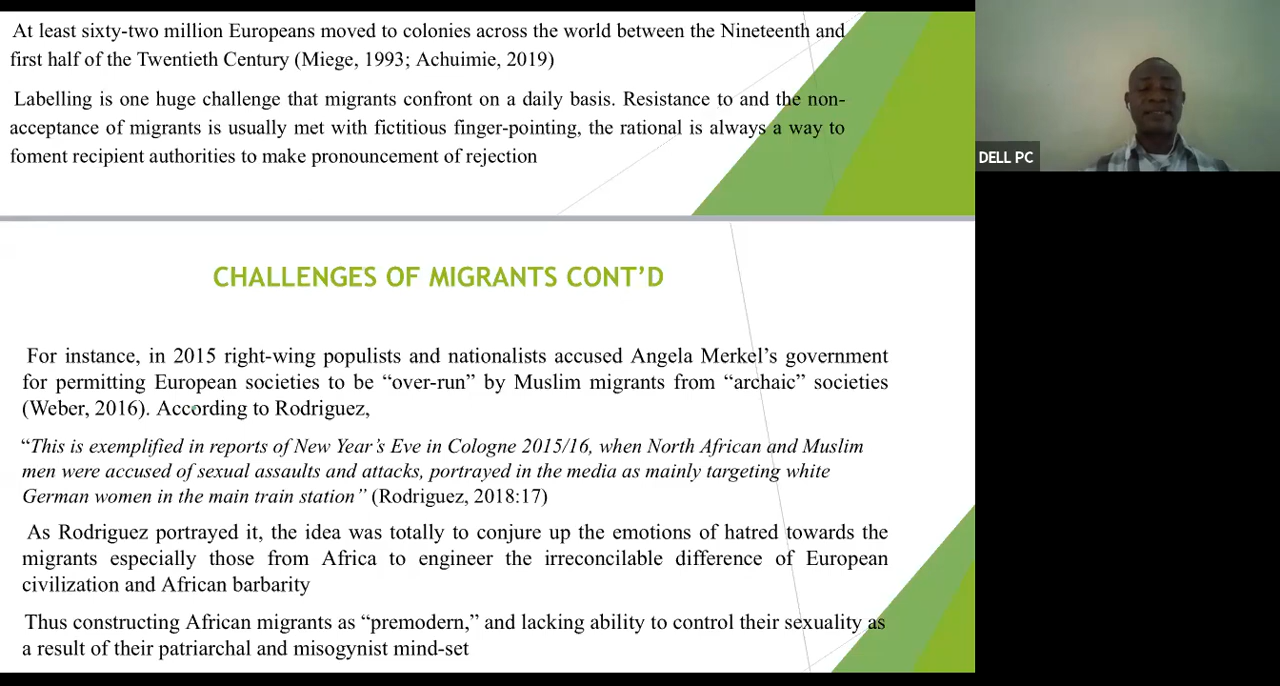 At least sixty-two million Europeans moved to colonies across the world between the Nineteenth and
first half of the Twentieth Century (Miege, 1993; Achuimie, 2019)
Labelling is one huge challenge that migrants confront on a daily basis. Resistance to and the non-
acceptance of migrants is usually met with fictitious finger-pointing, the rational is always a way to
foment recipient authorities to make pronouncement of rejection
DELL PC
CHALLENGES OF MIGRANTS CONT’D
For instance, in 2015 right-wing populists and nationalists accused Angela Merkel’s government
for permitting European societies to be “over-run” by Muslim migrants from “archaic” societies
(Weber, 2016). According to Rodriguez,
“This is exemplified in reports of New Year’s Eve in Cologne 2015/16, when North African and Muslim
men were accused of sexual assaults and attacks, portrayed in the media as mainly targeting white
German women in the main train station” (Rodriguez, 2018:17)
As Rodriguez portrayed it, the idea was totally to conjure up the emotions of hatred towards the
migrants especially those from Africa to engineer the irreconcilable difference of European
civilization and African barbarity
Thus constructing African migrants as “premodern,” and lacking ability to control their sexuality as
a result of their patriarchal and misogynist mind-set